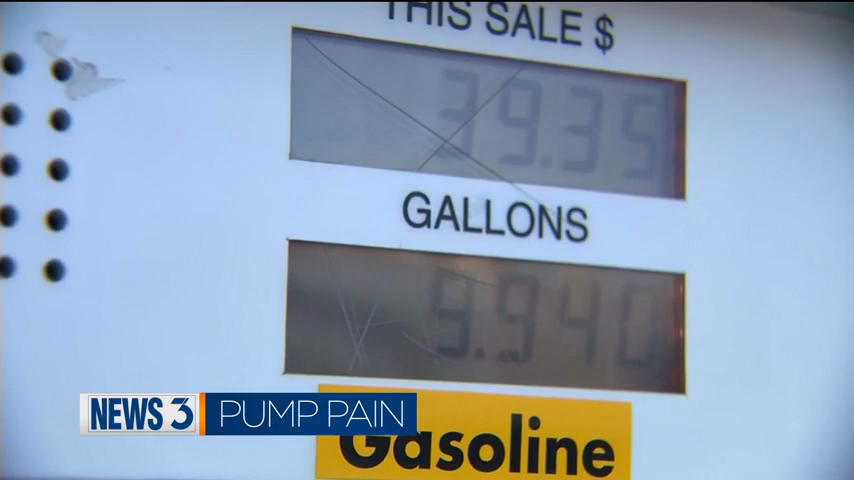 THIS SALE $
39.35
GALLONS
9.940
NEWS 3 PUMP PAIN
Gasoline